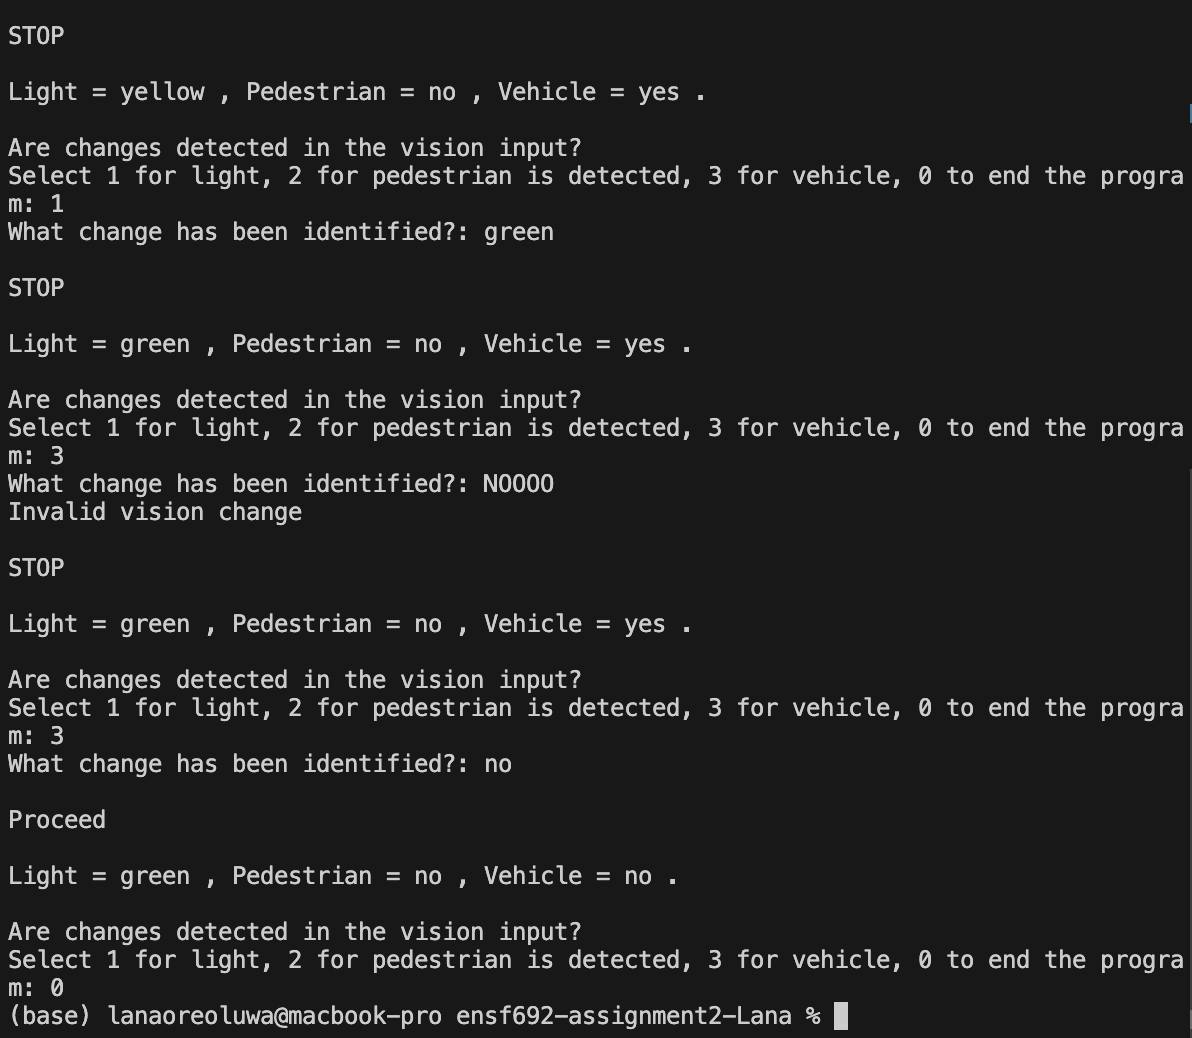 STOP
Light = yellow , Pedestrian = no , Vehicle = yes .
Are changes detected in the vision input?
Select 1 for light, 2 for pedestrian is detected, 3 for vehicle, 0 to end the progra
m: 1
What change has been identified?: green
STOP
Light = green , Pedestrian = no , Vehicle = yes .
Are changes detected in the vision input?
Select 1 for light, 2 for pedestrian is detected, 3 for vehicle, 0 to end the progra
m: 3
What change has been identified?: NOOOO
Invalid vision change
STOP
Light = green , Pedestrian = no , Vehicle = yes .
Are changes detected in the vision input?
Select 1 for light, 2 for pedestrian is detected, 3 for vehicle, 0 to end the progra
m: 3
What change has been identified?: no
Proceed
Light = green , Pedestrian = no , Vehicle = no .
Are changes detected in the vision input?
Select 1 for light, 2 for pedestrian is detected, 3 for vehicle, 0 to end the progra
m: 0
(base) lanaoreoluwa@macbook-pro ensf692-assignment2-Lana %